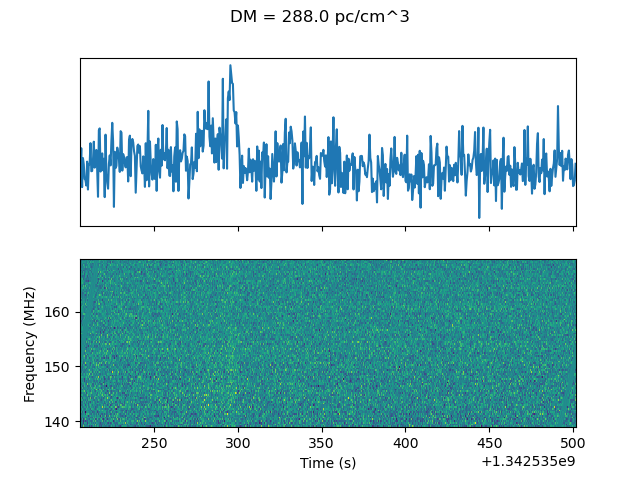 DM = 288.0 pc/cm^3
Frequency (MHz)
160
150
140
250 300 350 400 450 500
Time (s)
+1.342535e9